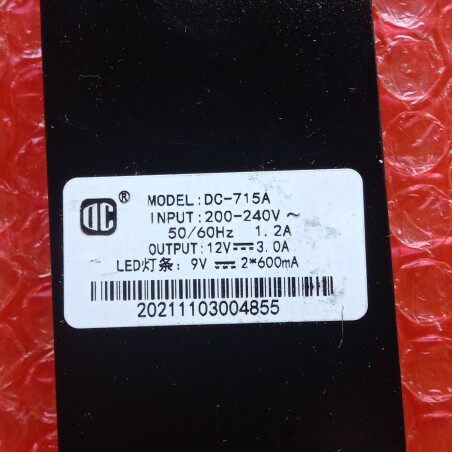 DC®
MODEL:DC-715A
INPUT:200-240V ~
50/60Hz 1.2A
OUTPUT:12V⎓3.0A
LED灯条: 9V ⎓ 2*600mA
20211103004855